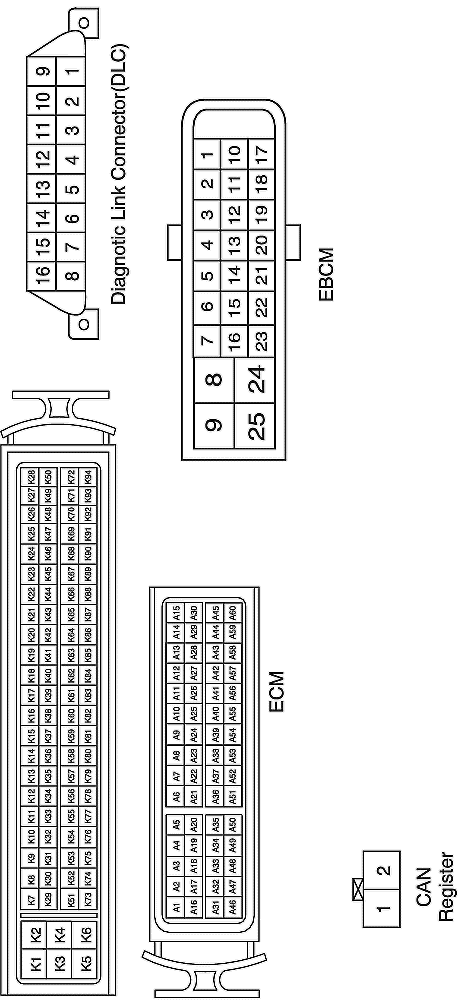 K1 K2
K3 K4
K5 K6
K7 K8 K9 K10 K11 K12 K13 K14 K15 K16 K17 K18 K19 K20 K21 K22 K23 K24 K25 K26 K27 K28
K29 K30 K31 K32 K33 K34 K35 K36 K37 K38 K39 K40 K41 K42 K43 K44 K45 K46 K47 K48 K49 K50
K51 K52 K53 K54 K55 K56 K57 K58 K59 K60 K61 K62 K63 K64 K65 K66 K67 K68 K69 K70 K71 K72
K73 K74 K75 K76 K77 K78 K79 K80 K81 K82 K83 K84 K85 K86 K87 K88 K89 K90 K91 K92 K93 K94
16 15 14 13 12 11 10 9
8 7 6 5 4 3 2 1
Diagnotic Link Connector(DLC)
A1 A2 A3 A4 A5 A6 A7 A8 A9 A10 A11 A12 A13 A14 A15
A16 A17 A18 A19 A20 A21 A22 A23 A24 A25 A26 A27 A28 A29 A30
A31 A32 A33 A34 A35 A36 A37 A38 A39 A40 A41 A42 A43 A44 A45
A46 A47 A48 A49 A50 A51 A52 A53 A54 A55 A56 A57 A58 A59 A60
ECM
9 8 7 6 5 4 3 2 1
16 15 14 13 12 11 10
25 24 23 22 21 20 19 18 17
EBCM
1 2
CAN
Register